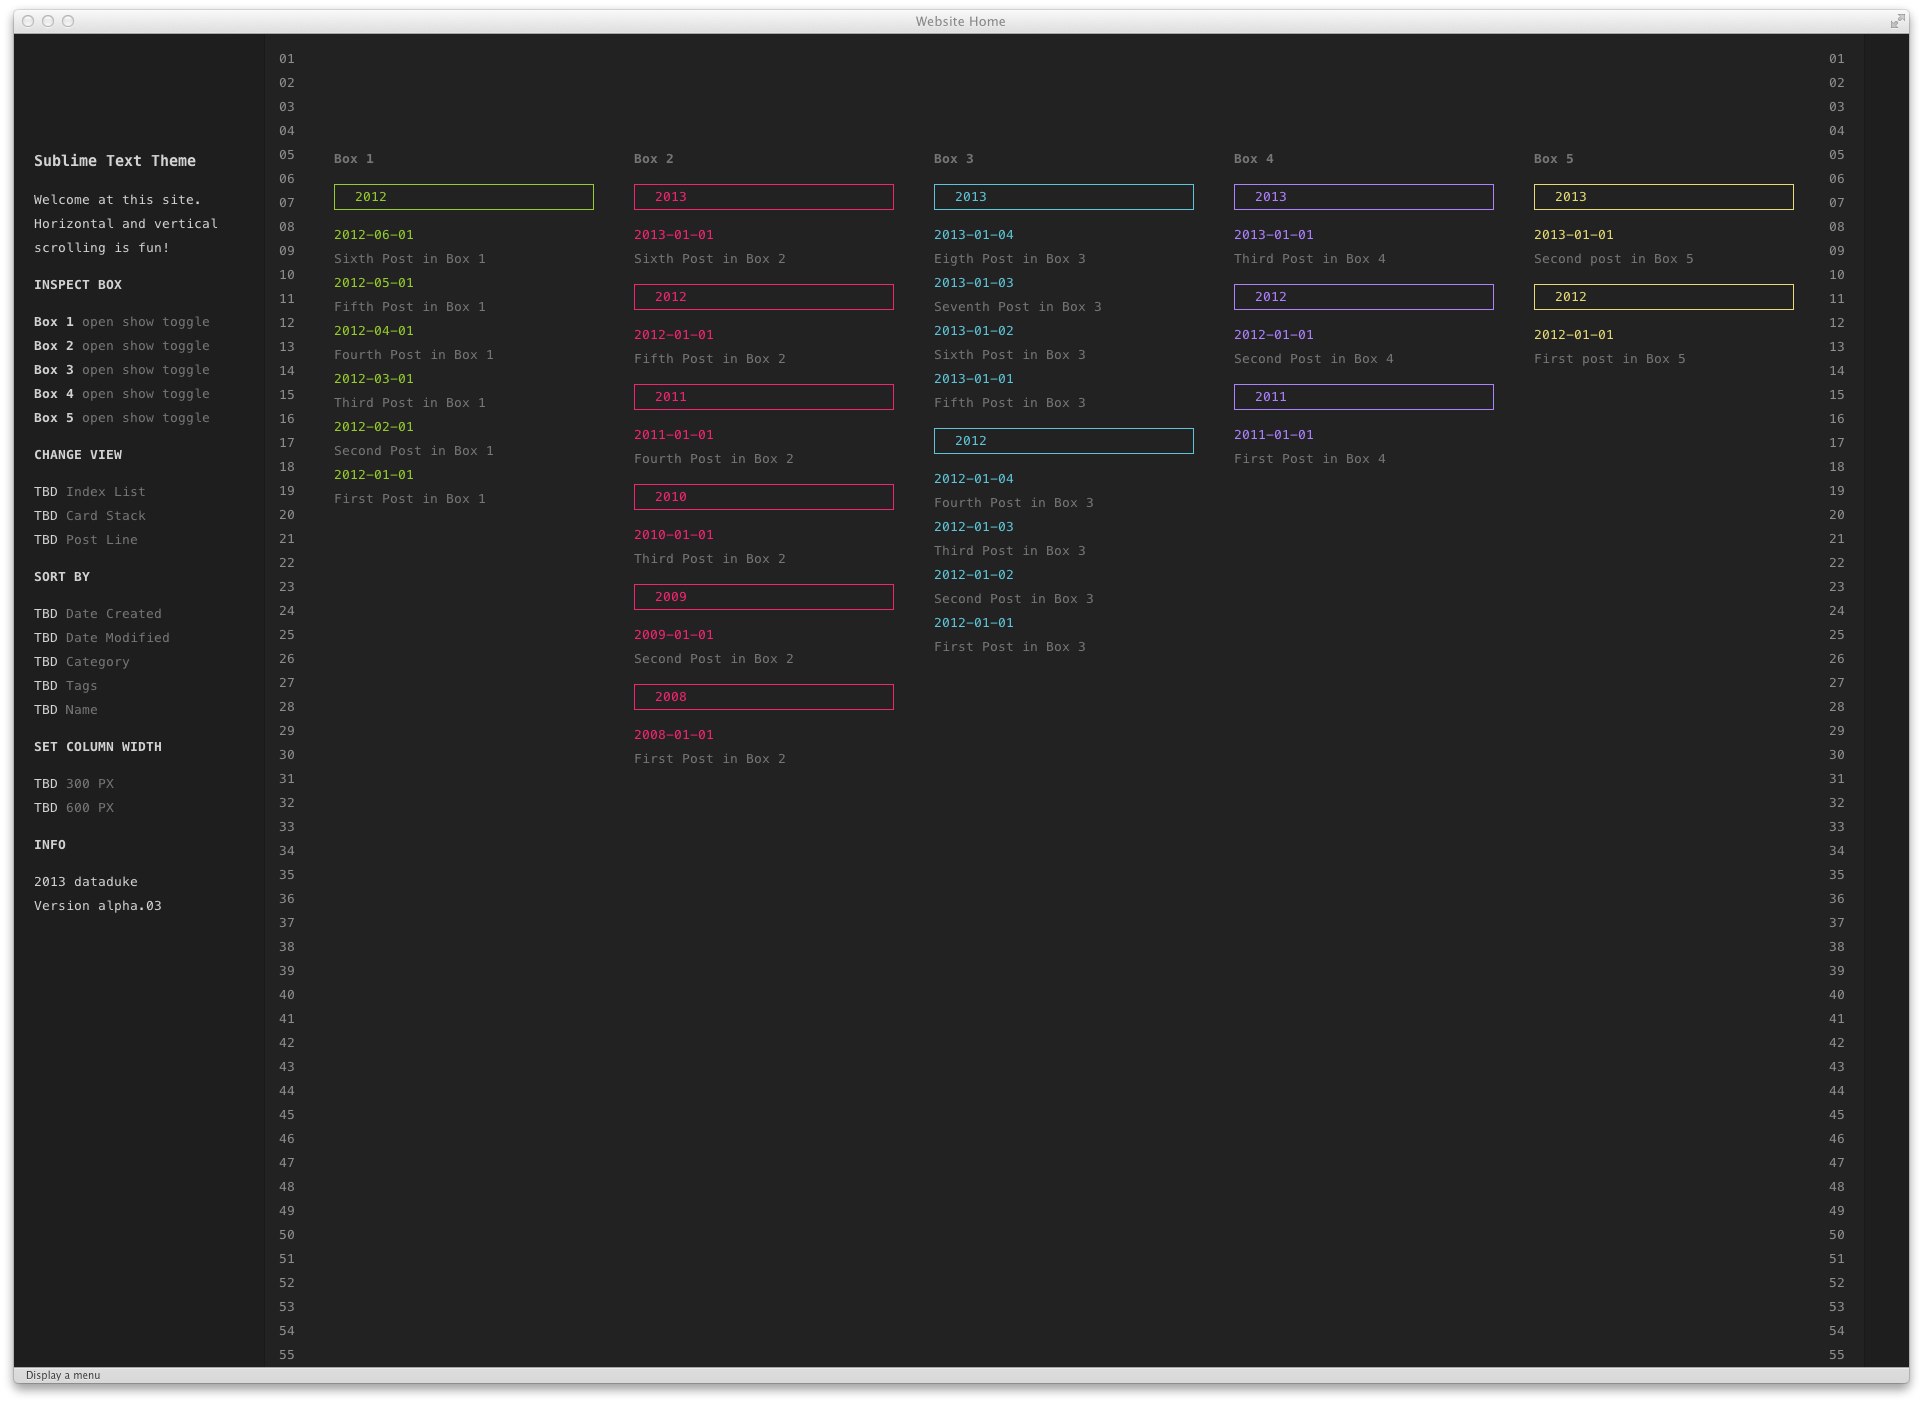 Website Home
Sublime Text Theme
Welcome at this site.
Horizontal and vertical
scrolling is fun!
INSPECT BOX
Box 1 open show toggle
Box 2 open show toggle
Box 3 open show toggle
Box 4 open show toggle
Box 5 open show toggle
CHANGE VIEW
TBD Index List
TBD Card Stack
TBD Post Line
SORT BY
TBD Date Created
TBD Date Modified
TBD Category
TBD Tags
TBD Name
SET COLUMN WIDTH
TBD 300 PX
TBD 600 PX
INFO
2013 dataduke
Version alpha.03
01
02
03
04
05
06
07
08
09
10
11
12
13
14
15
16
17
18
19
20
21
22
23
24
25
26
27
28
29
30
31
32
33
34
35
36
37
38
39
40
41
42
43
44
45
46
47
48
49
50
51
52
53
54
55
Box 1
2012
2012-06-01
Sixth Post in Box 1
2012-05-01
Fifth Post in Box 1
2012-04-01
Fourth Post in Box 1
2012-03-01
Third Post in Box 1
2012-02-01
Second Post in Box 1
2012-01-01
First Post in Box 1
Box 2
2013
2013-01-01
Sixth Post in Box 2
2012
2012-01-01
Fifth Post in Box 2
2011
2011-01-01
Fourth Post in Box 2
2010
2010-01-01
Third Post in Box 2
2009
2009-01-01
Second Post in Box 2
2008
2008-01-01
First Post in Box 2
Box 3
2013
2013-01-04
Eigth Post in Box 3
2013-01-03
Seventh Post in Box 3
2013-01-02
Sixth Post in Box 3
2013-01-01
Fifth Post in Box 3
2012
2012-01-04
Fourth Post in Box 3
2012-01-03
Third Post in Box 3
2012-01-02
Second Post in Box 3
2012-01-01
First Post in Box 3
Box 4
2013
2013-01-01
Third Post in Box 4
2012
2012-01-01
Second Post in Box 4
2011
2011-01-01
First Post in Box 4
Box 5
2013
2013-01-01
Second post in Box 5
2012
2012-01-01
First post in Box 5
01
02
03
04
05
06
07
08
09
10
11
12
13
14
15
16
17
18
19
20
21
22
23
24
25
26
27
28
29
30
31
32
33
34
35
36
37
38
39
40
41
42
43
44
45
46
47
48
49
50
51
52
53
54
55
Display a menu